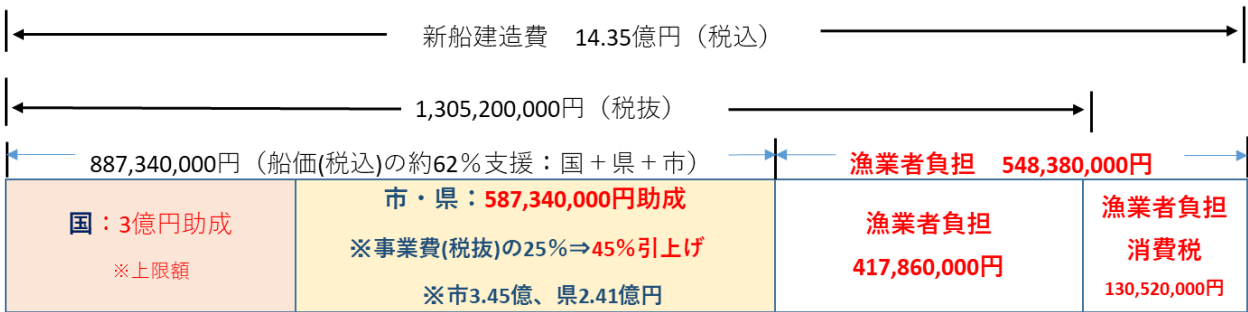 新船建造費　14.35億円（税込）
1,305,200,000円（税抜）
887,340,000円（船価(税込)の約62％支援：国＋県＋市）
漁業者負担　548,380,000円
国：3億円助成
※上限額
市・県：587,340,000円助成
※事業費(税抜)の25％⇒45％引上げ
※市3.45億、県2.41億円
漁業者負担
417,860,000円
漁業者負担
消費税
130,520,000円